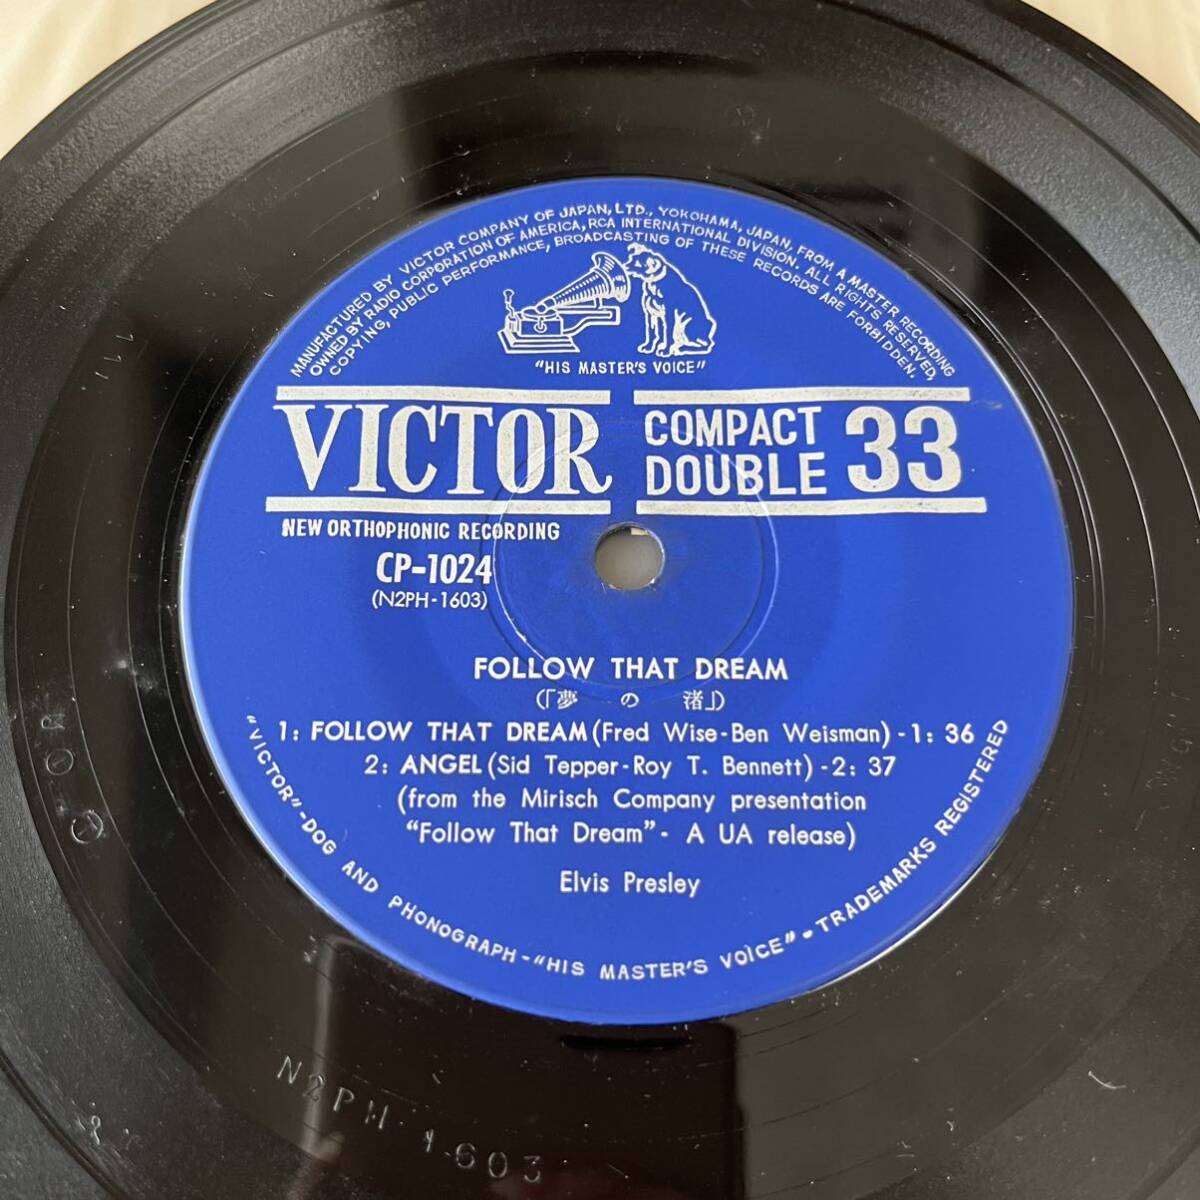 MANUFACTURED BY VICTOR COMPANY OF JAPAN, LTD., YOKOHAMA, JAPAN, FROM A MASTER RECORDING
OWNED BY RADIO CORPORATION OF AMERICA, RCA INTERNATIONAL DIVISION. ALL RIGHTS RESERVED,
COPYING, PUBLIC PERFORMANCE, BROADCASTING OF THESE RECORDS ARE FORBIDDEN.
"HIS MASTER'S VOICE"
VICTOR
COMPACT
DOUBLE 33
NEW ORTHOPHONIC RECORDING
CP-1024
(N2PH-1603)
FOLLOW THAT DREAM
(「夢の渚」)
1: FOLLOW THAT DREAM (Fred Wise-Ben Weisman) -1: 36
2: ANGEL (Sid Tepper-Roy T. Bennett) -2: 37
(from the Mirisch Company presentation
"Follow That Dream" - A UA release)
Elvis Presley
"VICTOR"-DOG AND PHONOGRAPH-"HIS MASTER'S VOICE"-TRADEMARKS REGISTERED
N2PH-1603
111